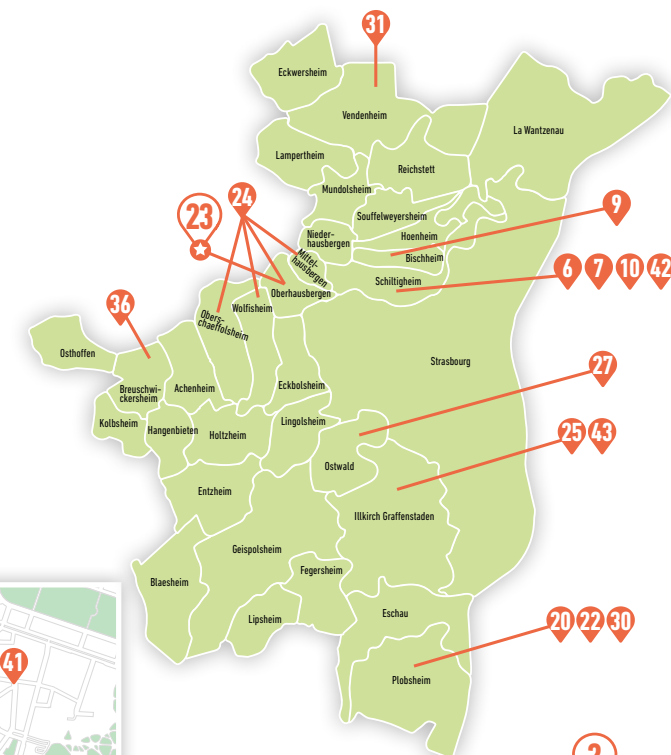 31
Eckwersheim
Vendenheim
La Wantzenau
Lampertheim
Reichstett
Mundolsheim
24
23
9
Souffelweyersheim
Nieder-
hausbergen
Hoenheim
Mittel-
hausbergen
Bischheim
6 7 10 42
Schiltigheim
Oberhausbergen
36
Wolfisheim
Obers-
chaeffolsheim
Osthoffen
Strasbourg
27
Breuschwi-
ckersheim
Achenheim
Eckbolsheim
Kolbsheim
Hangenbieten
Holtzheim
Lingolsheim
25 43
Ostwald
Entzheim
Illkirch Graffenstaden
Geispolsheim
Fegersheim
Blaesheim
Lipsheim
Eschau
20 22 30
41
Plobsheim
2